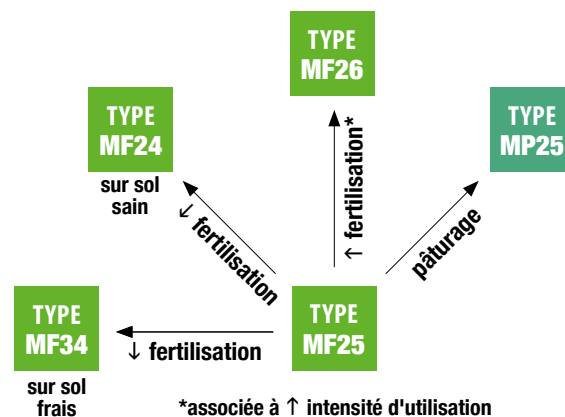 TYPE
MF26
TYPE
MF24
sur sol
sain
TYPE
MP25
↓ fertilisation
↑ fertilisation*
pâturage
TYPE
MF34
sur sol
frais
↓ fertilisation
TYPE
MF25
*associée à ↑ intensité d'utilisation